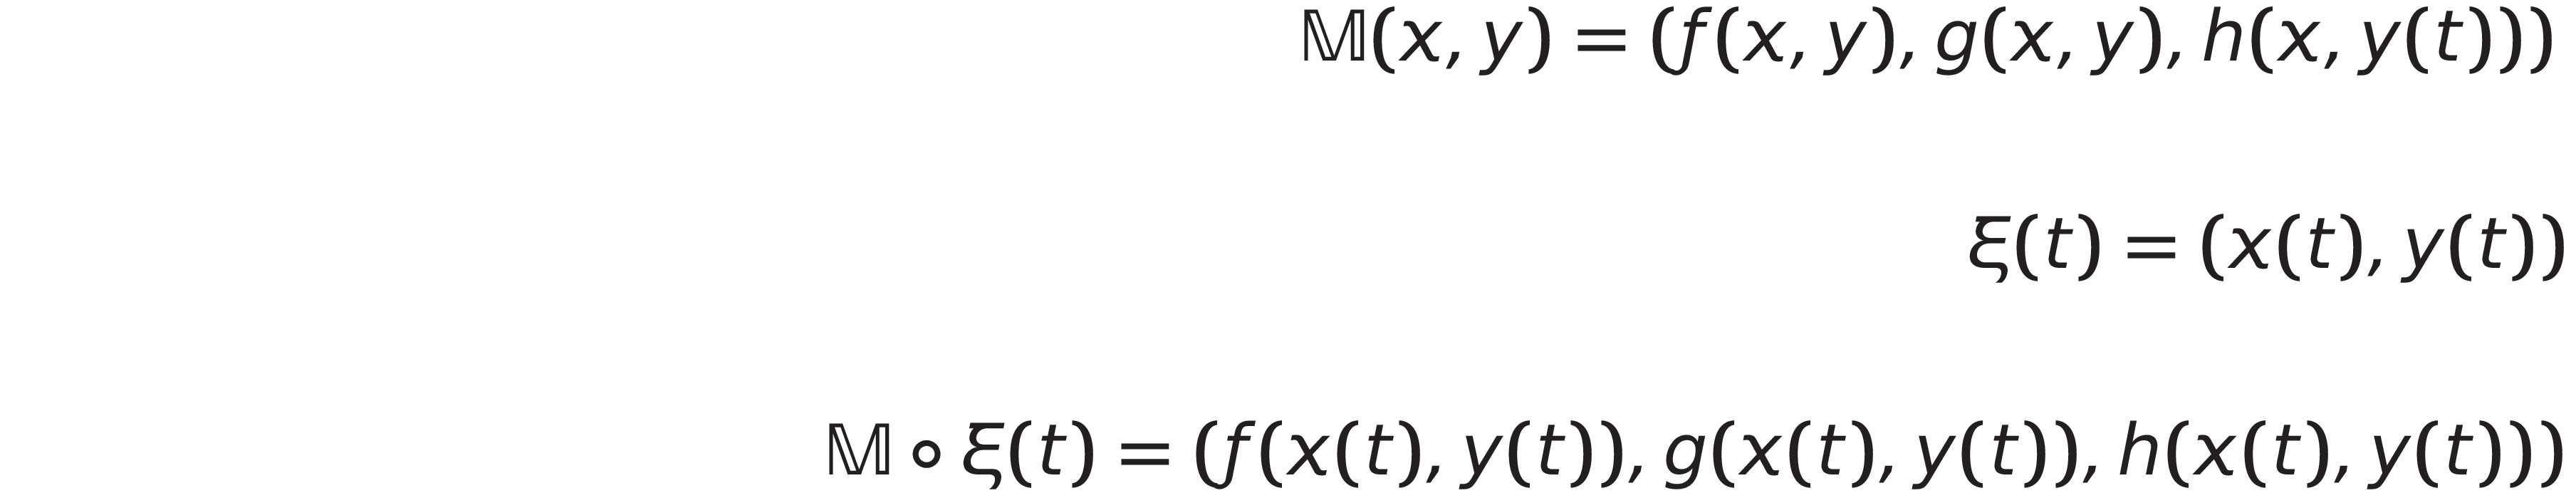 𝕄(x, y) = (f(x, y), g(x, y), h(x, y(t)))
ξ(t) = (x(t), y(t))
𝕄 ∘ ξ(t) = (f(x(t), y(t)), g(x(t), y(t)), h(x(t), y(t)))